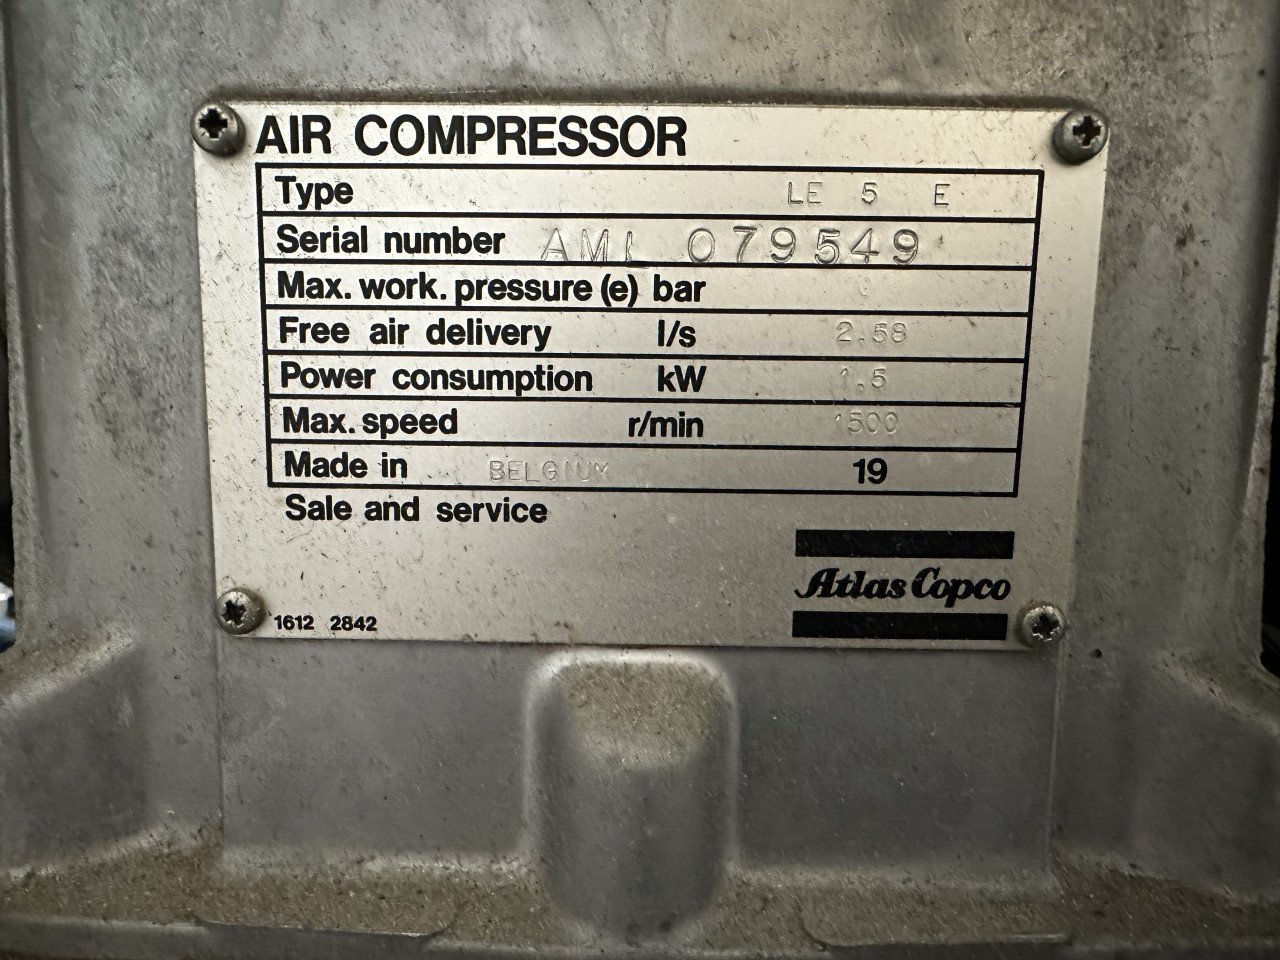 AIR COMPRESSOR
Type LE 5 E
Serial number AML 079549
Max. work. pressure (e) bar
Free air delivery l/s 2.58
Power consumption kW 1.5
Max. speed r/min 1500
Made in BELGIUM 19
Sale and service
Atlas Copco
1612 2842